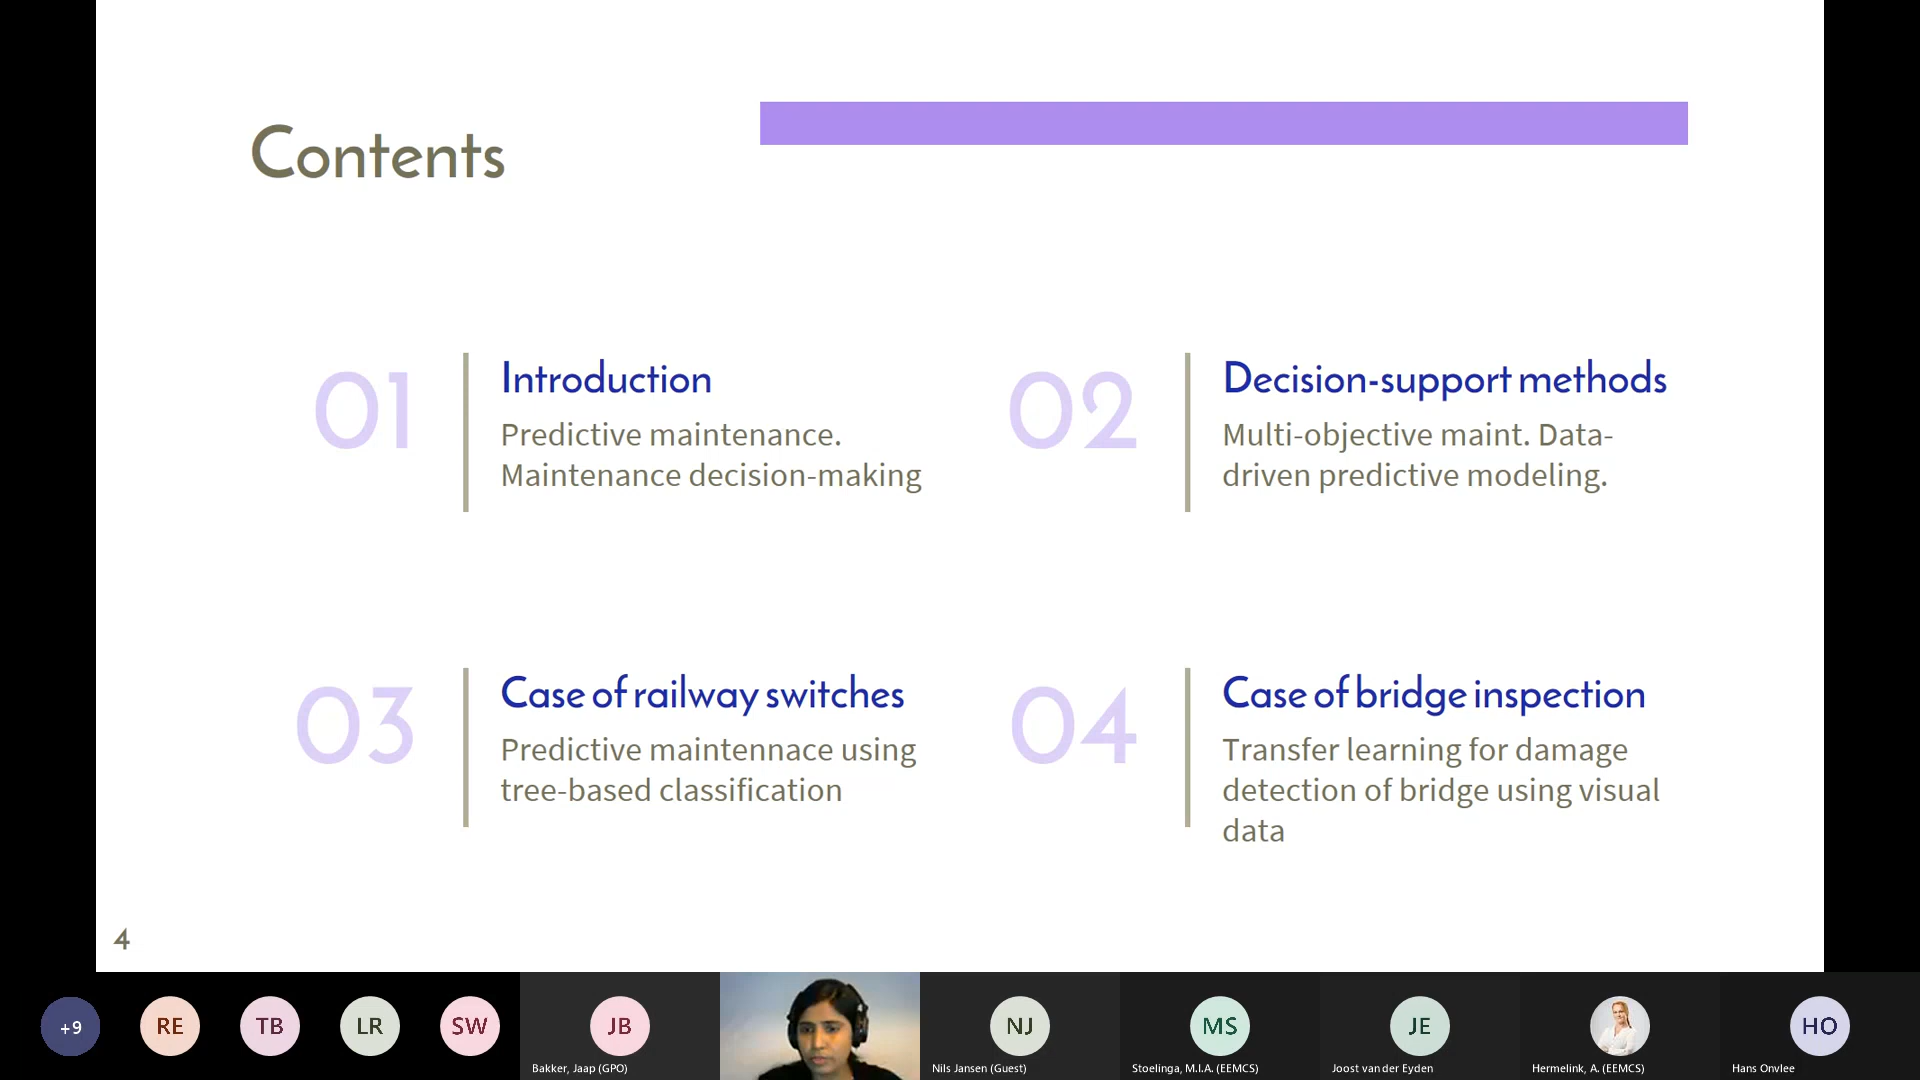 Contents
01
Introduction
Predictive maintenance.
Maintenance decision-making
02
Decision-support methods
Multi-objective maint. Data-
driven predictive modeling.
03
Case of railway switches
Predictive maintennace using
tree-based classification
04
Case of bridge inspection
Transfer learning for damage
detection of bridge using visual
data
4
+9
RE
TB
LR
SW
JB
Bakker, Jaap (GPO)
NJ
Nils Jansen (Guest)
MS
Stoelinga, M.I.A. (EEMCS)
JE
Joost van der Eyden
Hermelink, A. (EEMCS)
HO
Hans Onvlee